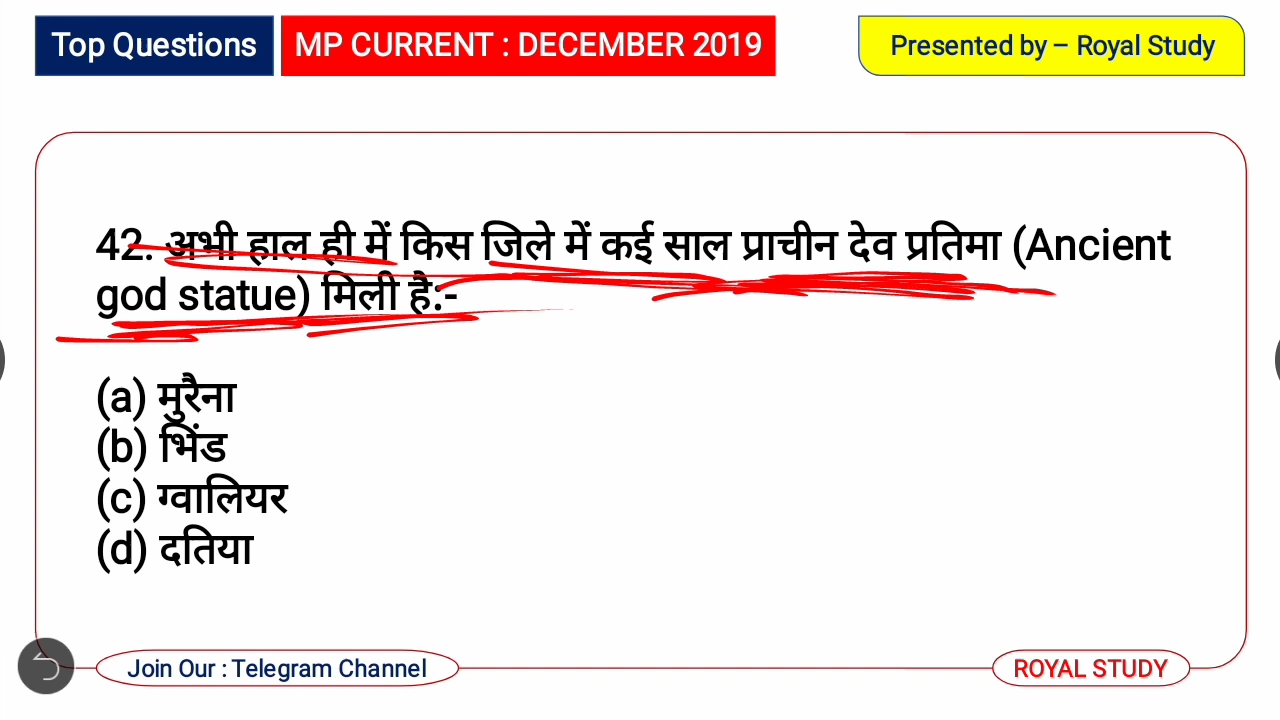 Top Questions
MP CURRENT : DECEMBER 2019
Presented by – Royal Study
42. अभी हाल ही में किस जिले में कई साल प्राचीन देव प्रतिमा (Ancient
god statue) मिली है:-
(a) मुरैना
(b) भिंड
(c) ग्वालियर
(d) दतिया
Join Our : Telegram Channel
ROYAL STUDY